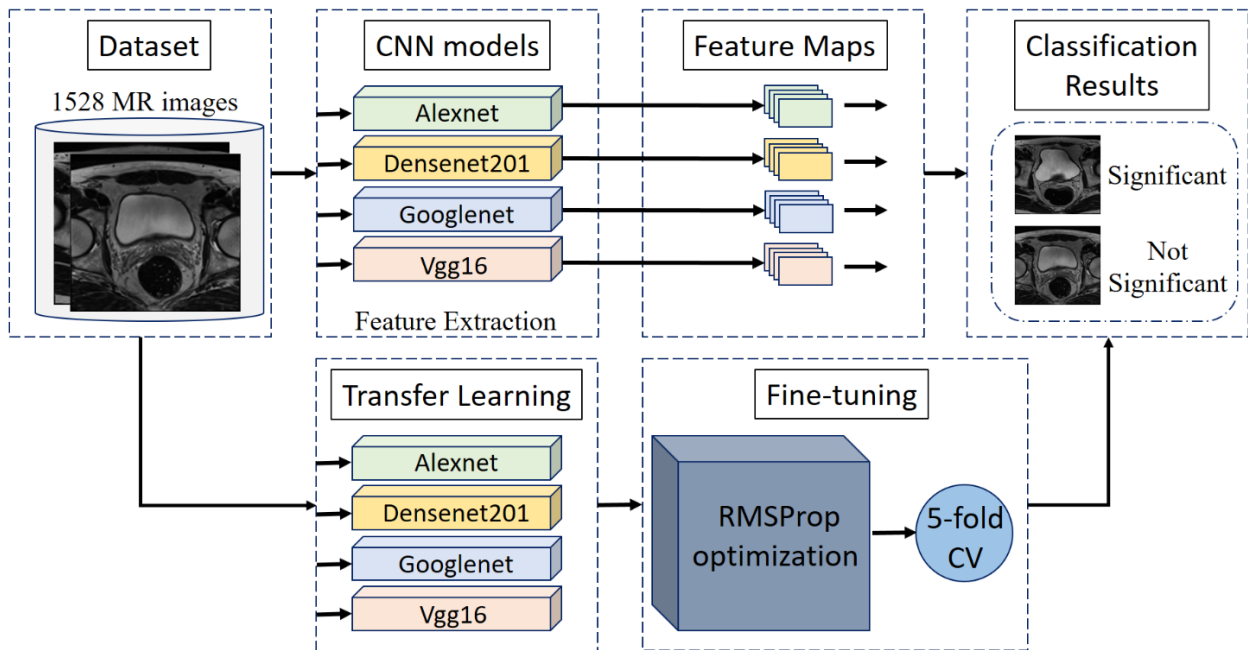 Dataset
1528 MR images
CNN models
Alexnet
Densenet201
Googlenet
Vgg16
Feature Extraction
Feature Maps
Classification
Results
Significant
Not
Significant
Transfer Learning
Alexnet
Densenet201
Googlenet
Vgg16
Fine-tuning
RMSProp
optimization
5-fold
CV